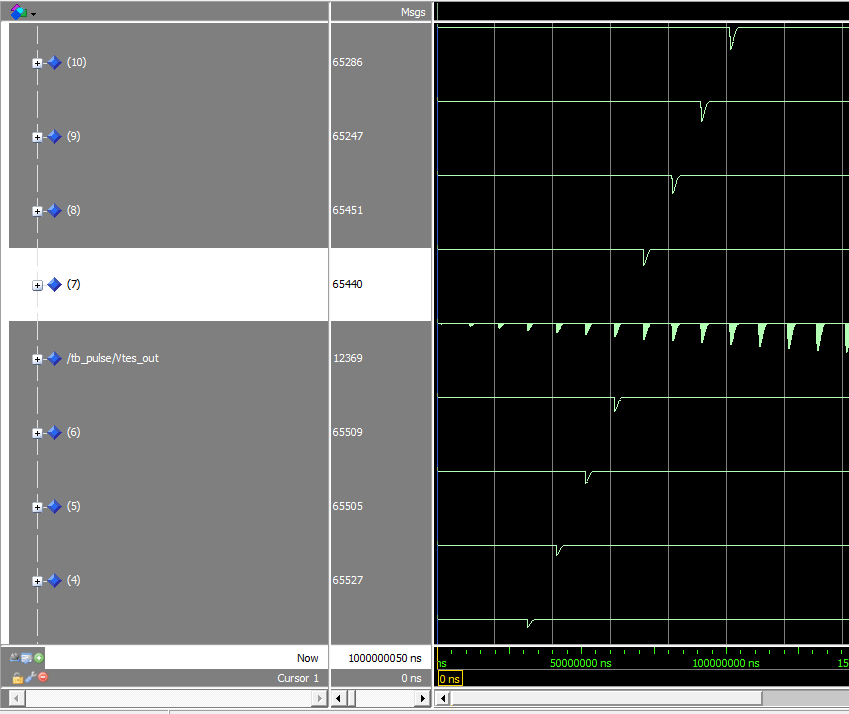 Msgs
(10) 65286
(9) 65247
(8) 65451
(7) 65440
/tb_pulse/Vtes_out 12369
(6) 65509
(5) 65505
(4) 65527
Now 1000000050 ns
ns 50000000 ns 100000000 ns 15
Cursor 1 0 ns
0 ns